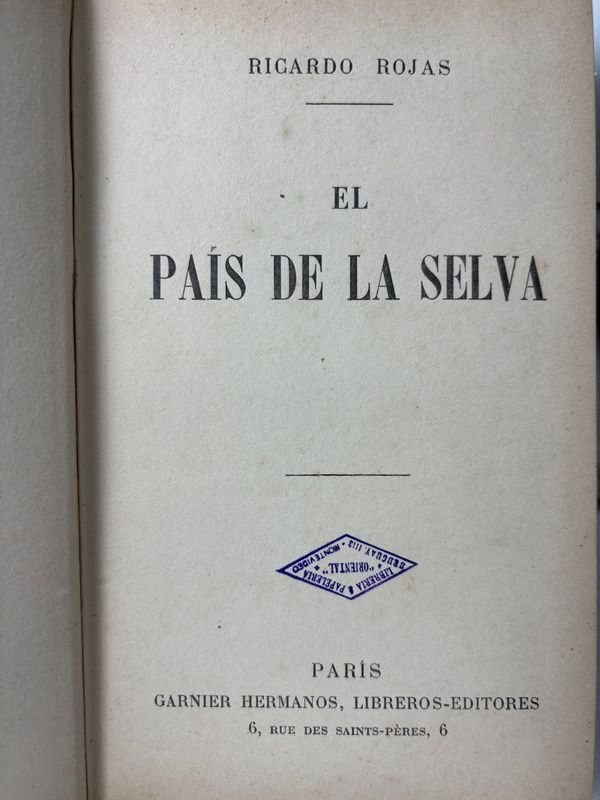 RICARDO ROJAS
EL
PAÍS DE LA SELVA
LIBRERIA & PAPELERIA
* "ORIENTAL" *
URUGUAY, 1113 - MONTEVIDEO
PARÍS
GARNIER HERMANOS, LIBREROS-EDITORES
6, RUE DES SAINTS-PÈRES, 6